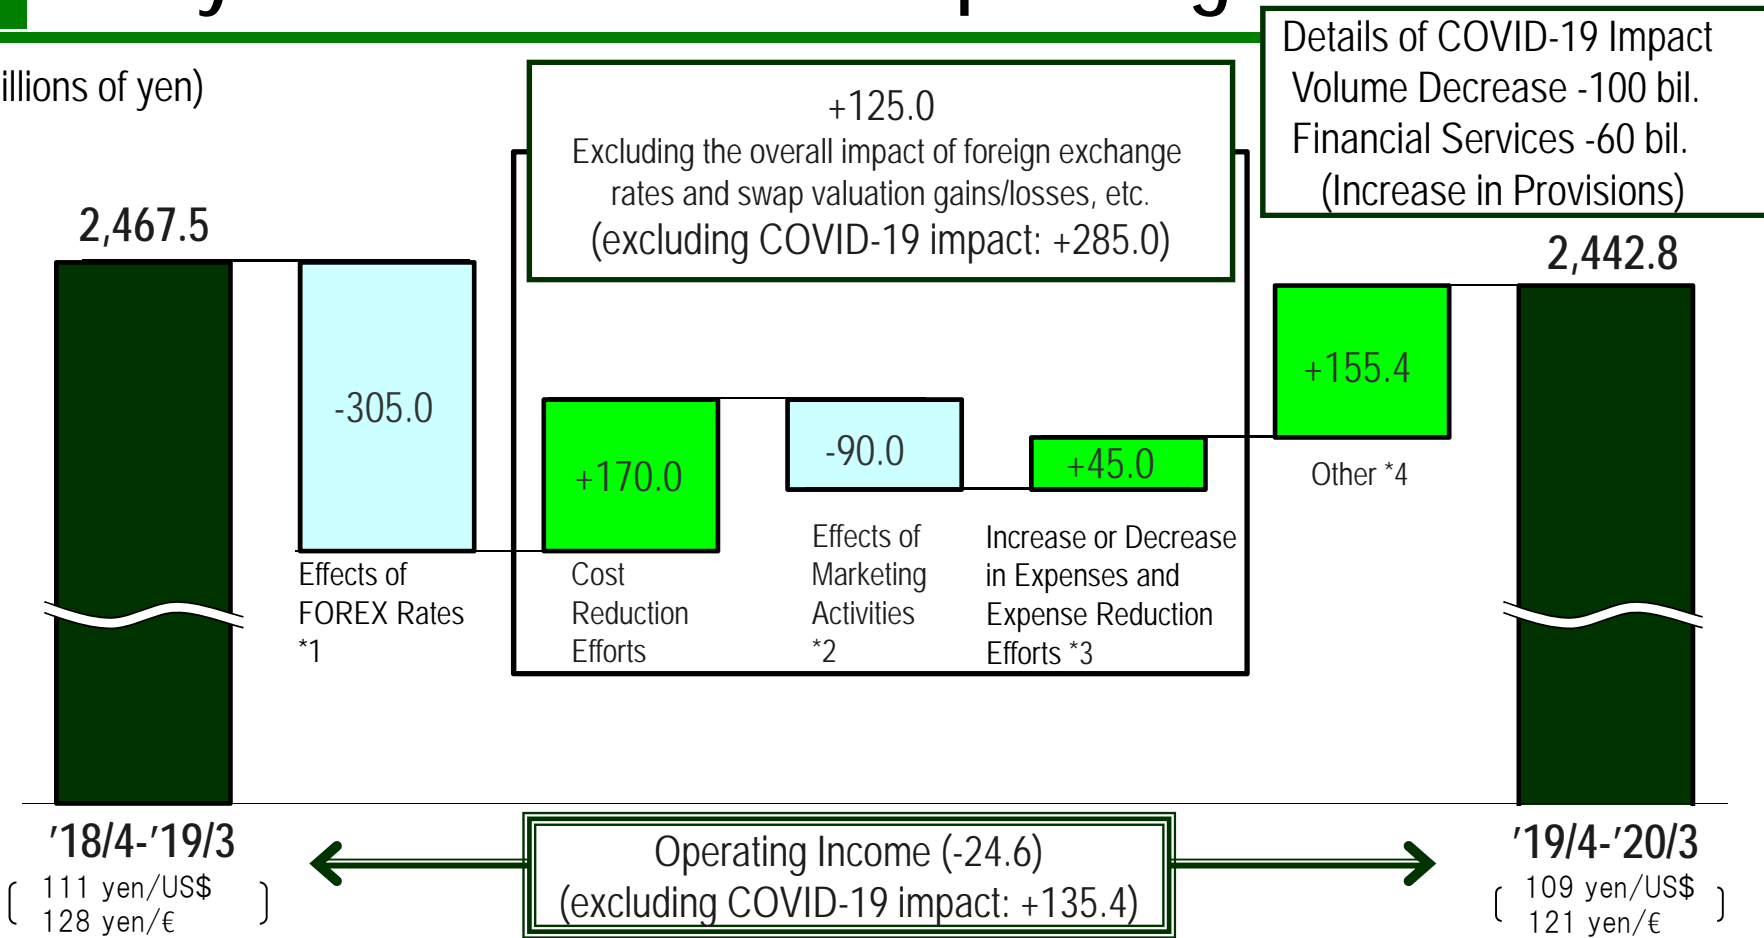 illions of yen)
Details of COVID-19 Impact
Volume Decrease -100 bil.
Financial Services -60 bil.
(Increase in Provisions)
+125.0
Excluding the overall impact of foreign exchange
rates and swap valuation gains/losses, etc.
(excluding COVID-19 impact: +285.0)
2,467.5
2,442.8
-305.0
+170.0
-90.0
+45.0
+155.4
Other *4
Effects of
FOREX Rates
*1
Cost
Reduction
Efforts
Effects of
Marketing
Activities
*2
Increase or Decrease
in Expenses and
Expense Reduction
Efforts *3
'18/4-'19/3
111 yen/US$
128 yen/€
Operating Income (-24.6)
(excluding COVID-19 impact: +135.4)
'19/4-'20/3
109 yen/US$
121 yen/€